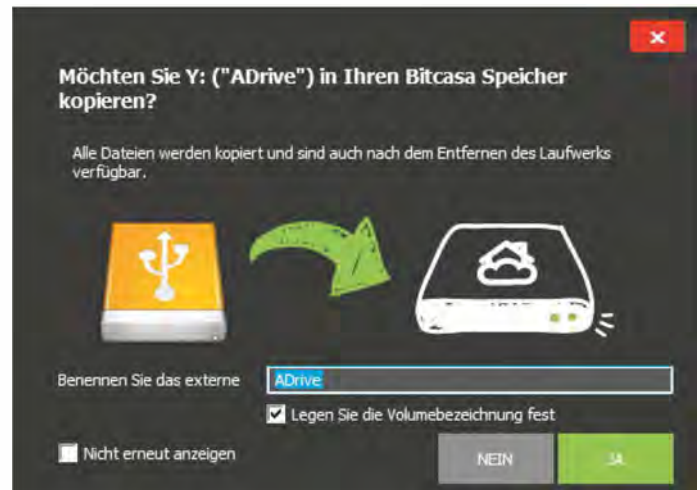 Möchten Sie Y: ("ADrive") in Ihren Bitcasa Speicher
kopieren?
Alle Dateien werden kopiert und sind auch nach dem Entfernen des Laufwerks
verfügbar.
Benennen Sie das externe
ADrive
Legen Sie die Volumebezeichnung fest
Nicht erneut anzeigen
NEIN
JA